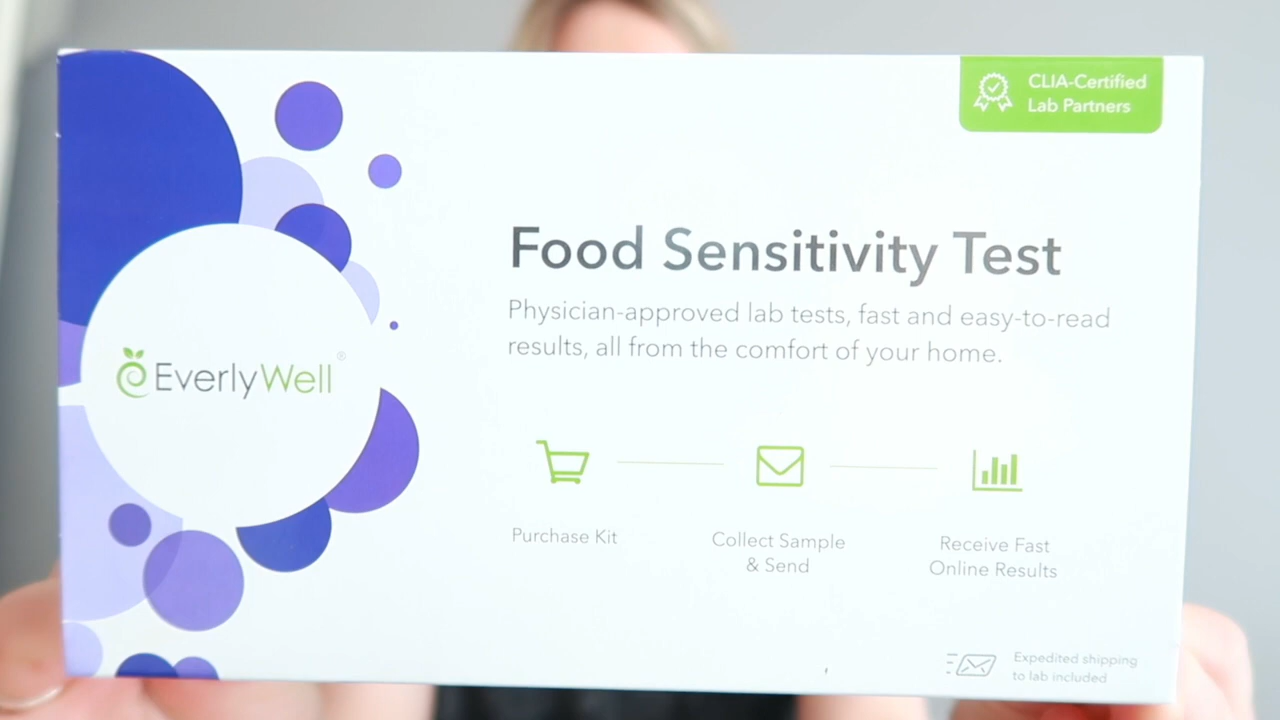 CLIA-Certified
Lab Partners
Food Sensitivity Test
Physician-approved lab tests, fast and easy-to-read
results, all from the comfort of your home.
EverlyWell®
Purchase Kit
Collect Sample
& Send
Receive Fast
Online Results
Expedited shipping
to lab included